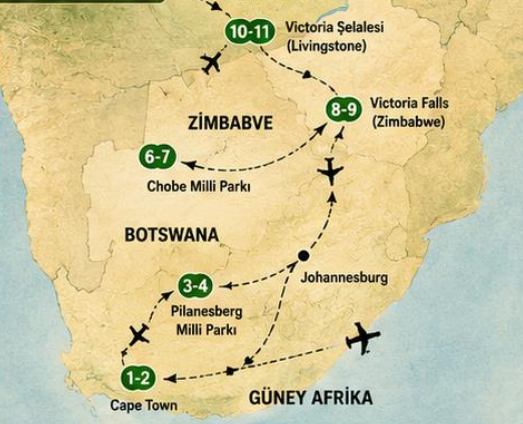 10-11
Victoria Şelalesi
(Livingstone)
8-9
Victoria Falls
(Zimbabwe)
ZİMBABVE
6-7
Chobe Milli Parkı
BOTSWANA
Johannesburg
3-4
Pilanesberg
Milli Parkı
1-2
Cape Town
GÜNEY AFRİKA